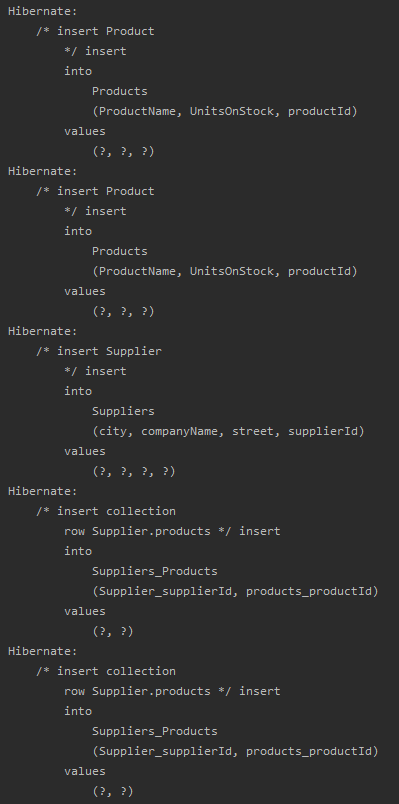 Hibernate:
    /* insert Product
        */ insert
        into
            Products
            (ProductName, UnitsOnStock, productId)
        values
            (?, ?, ?)
Hibernate:
    /* insert Product
        */ insert
        into
            Products
            (ProductName, UnitsOnStock, productId)
        values
            (?, ?, ?)
Hibernate:
    /* insert Supplier
        */ insert
        into
            Suppliers
            (city, companyName, street, supplierId)
        values
            (?, ?, ?, ?)
Hibernate:
    /* insert collection
        row Supplier.products */ insert
        into
            Suppliers_Products
            (Supplier_supplierId, products_productId)
        values
            (?, ?)
Hibernate:
    /* insert collection
        row Supplier.products */ insert
        into
            Suppliers_Products
            (Supplier_supplierId, products_productId)
        values
            (?, ?)